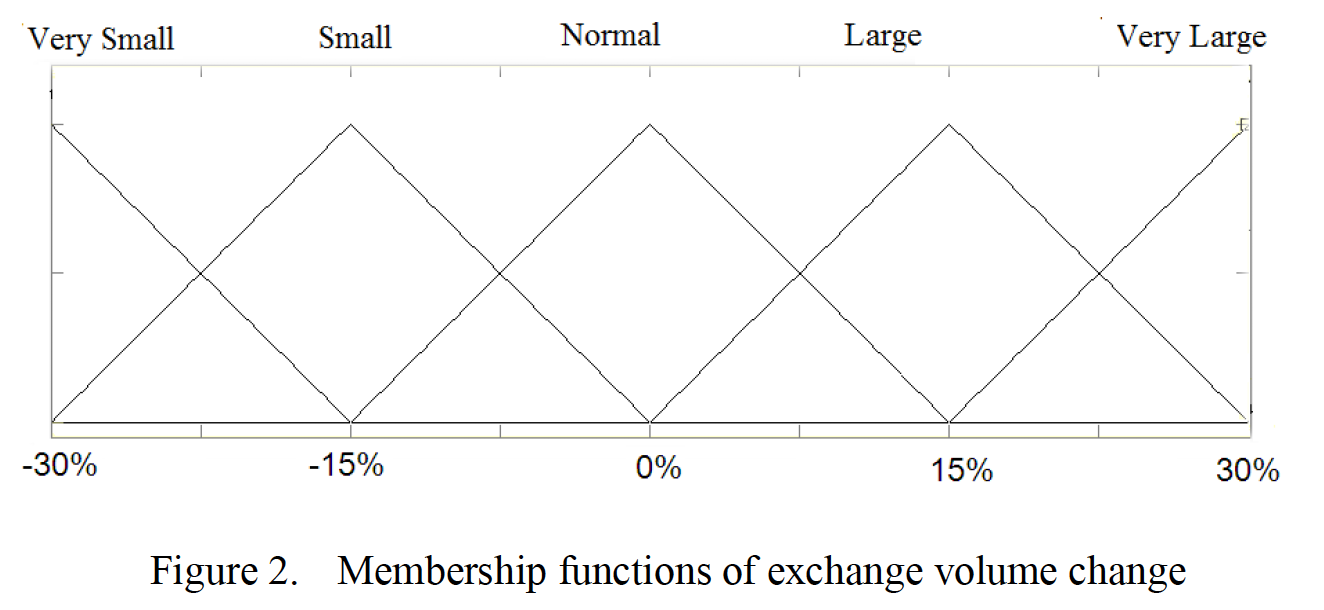 Very Small Small Normal Large Very Large
-30% -15% 0% 15% 30%
Figure 2. Membership functions of exchange volume change